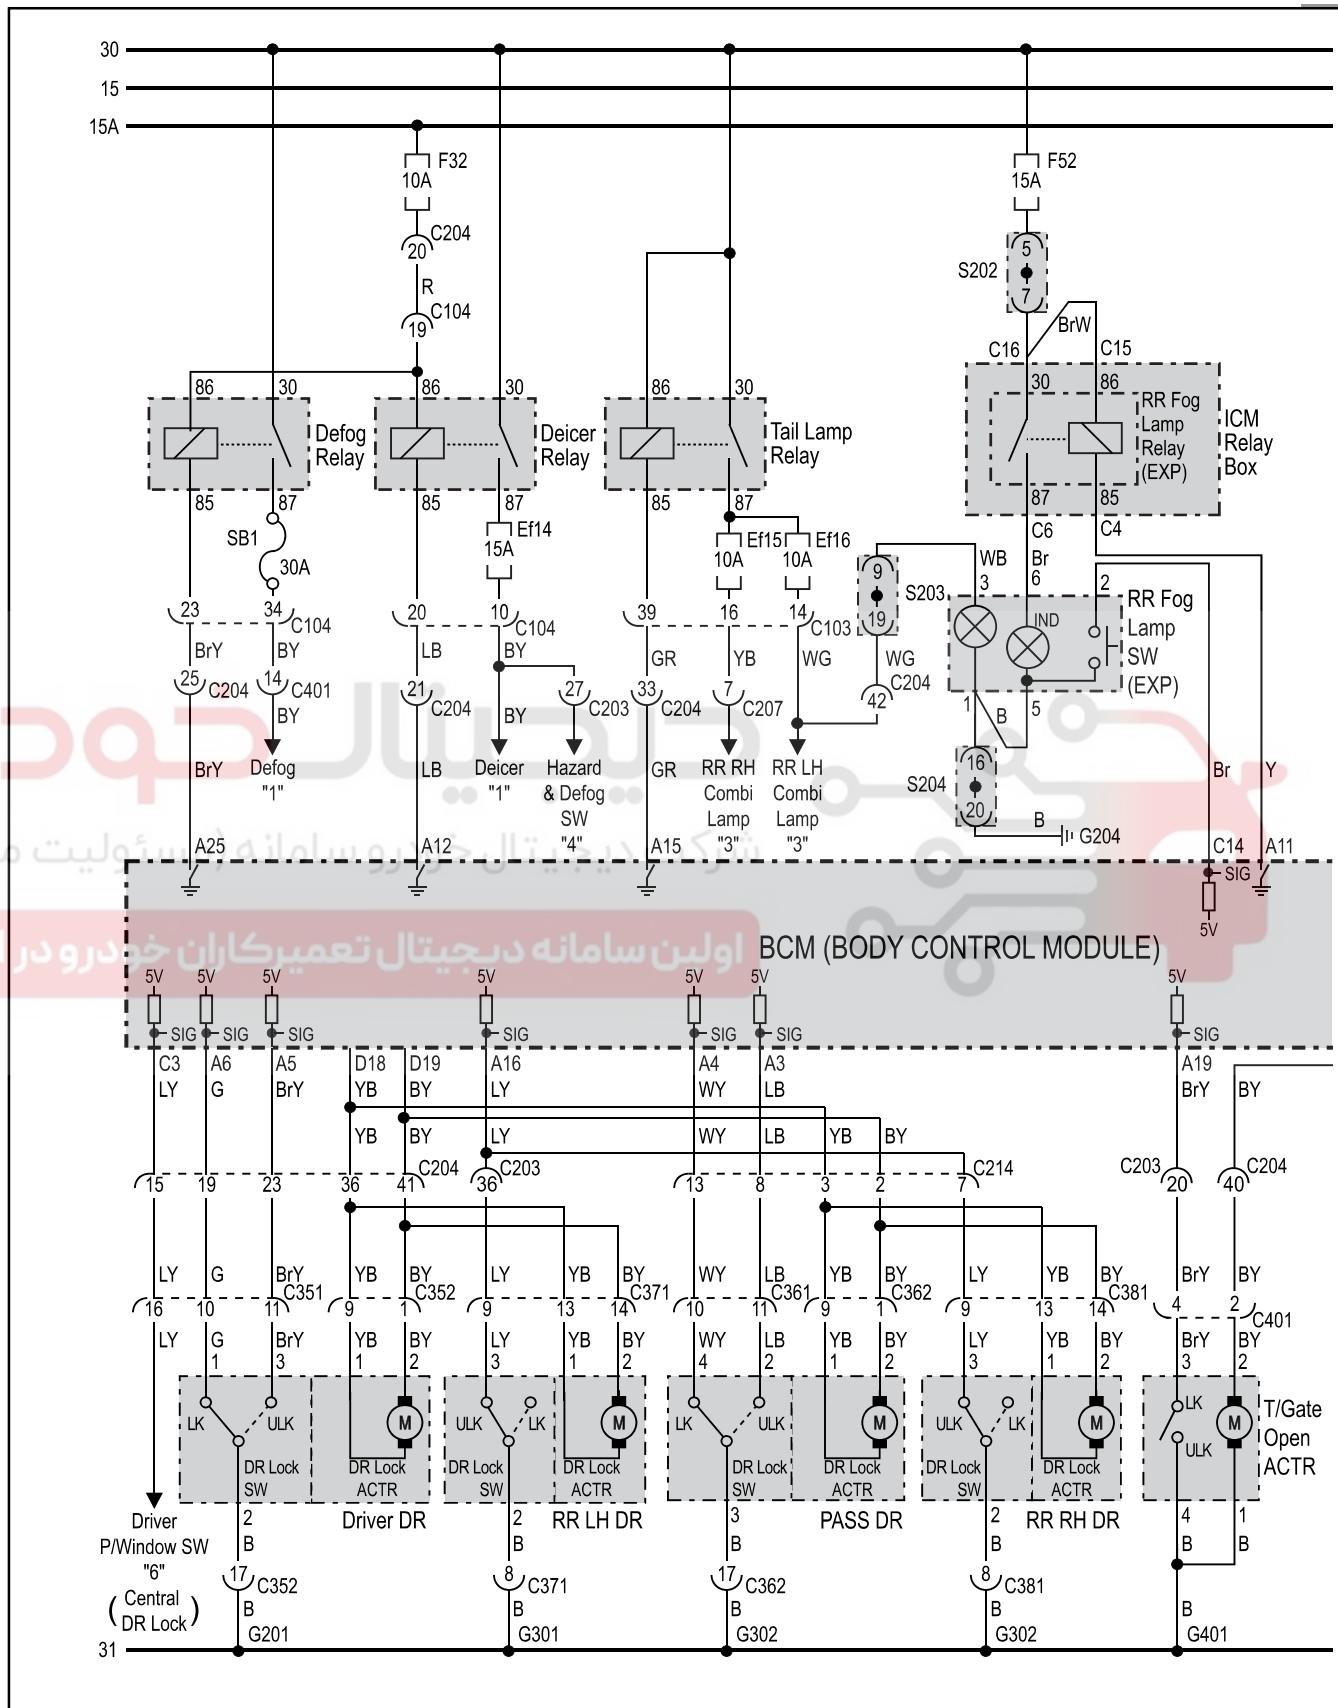 30
15
15A
F32
10A
F52
15A
C204
20
R
C104
19
5
S202
7
BrW
C16
C15
86
30
86
30
86
30
30
86
Defog
Relay
Deicer
Relay
Tail Lamp
Relay
RR Fog
Lamp
Relay
(EXP)
ICM
Relay
Box
85
87
85
87
85
87
87
85
SB1
30A
Ef14
15A
Ef15
10A
Ef16
10A
C6
C4
WB
Br
3
6
2
9
S203
19
23
34
C104
20
10
C104
39
16
14
C103
IND
RR Fog
Lamp
SW
(EXP)
BrY
BY
LB
BY
GR
YB
WG
WG
25
C204
14
C401
21
C204
27
C203
33
C204
7
C207
C204
42
1
B
5
BY
BY
BrY
Defog
"1"
LB
Deicer
"1"
Hazard
& Defog
SW
"4"
GR
RR RH
Combi
Lamp
"3"
RR LH
Combi
Lamp
"3"
16
S204
20
B
G204
Br
Y
دیجیتال خودرو
شرکت دیجیتال خودرو سامانه (مسئولیت م
اولین سامانه دیجیتال تعمیرکاران خودرو در ا
A25
A12
A15
C14
A11
SIG
5V
BCM (BODY CONTROL MODULE)
5V
5V
5V
5V
5V
5V
5V
SIG
SIG
SIG
SIG
SIG
SIG
SIG
C3
A6
A5
D18
D19
A16
A4
A3
A19
LY
G
BrY
YB
BY
LY
WY
LB
BrY
BY
YB
BY
LY
WY
LB
YB
BY
C204
C203
C214
C203
C204
15
19
23
36
41
36
13
8
3
2
7
20
40
LY
G
BrY
YB
BY
LY
YB
BY
WY
LB
YB
BY
LY
YB
BY
BrY
BY
C351
C352
C371
C361
C362
C381
16
10
11
9
1
9
13
14
10
11
9
1
9
13
14
4
2
C401
LY
G
BrY
YB
BY
LY
YB
BY
WY
LB
YB
BY
LY
YB
BY
BrY
BY
1
3
1
2
3
1
2
4
2
1
2
3
1
2
3
2
LK
ULK
M
ULK
LK
M
LK
ULK
M
ULK
LK
M
LK
ULK
M
T/Gate
Open
ACTR
DR Lock
SW
DR Lock
ACTR
DR Lock
SW
DR Lock
ACTR
DR Lock
SW
DR Lock
ACTR
DR Lock
SW
DR Lock
ACTR
Driver
P/Window SW
"6"
(Central
DR Lock)
2
Driver DR
2
RR LH DR
3
PASS DR
2
RR RH DR
4
1
B
B
B
B
B
B
17
C352
8
C371
17
C362
8
C381
B
B
B
B
B
31
G201
G301
G302
G302
G401